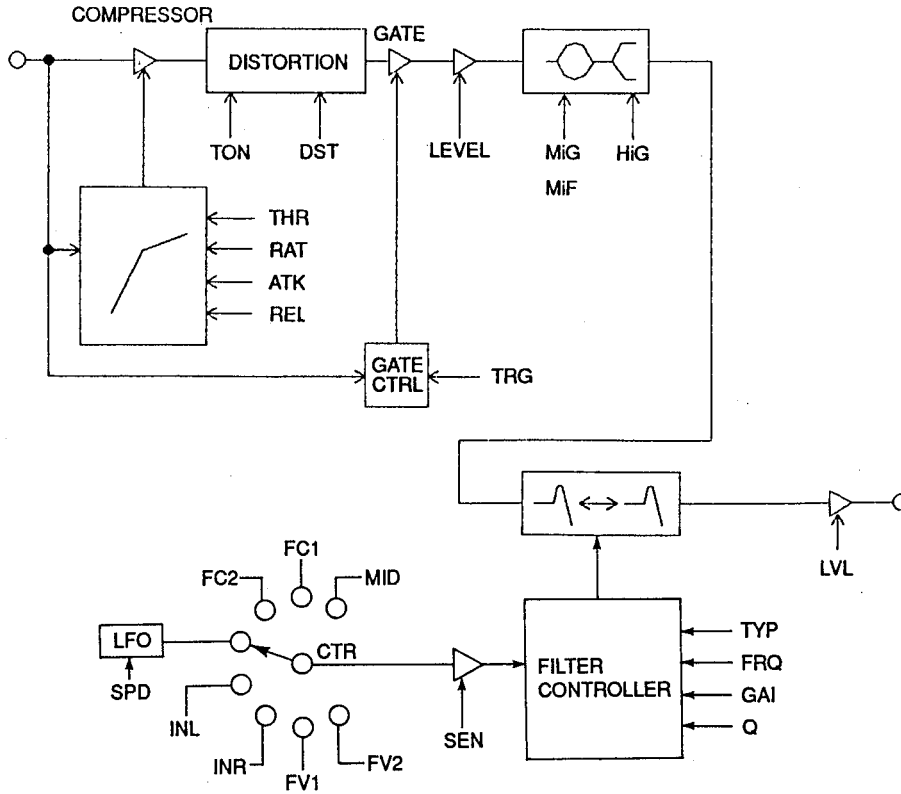 COMPRESSOR
GATE
DISTORTION
TON
DST
LEVEL
MiG
HiG
MiF
THR
RAT
ATK
REL
GATE
CTRL
TRG
LVL
FC1
FC2
MID
LFO
CTR
SPD
INL
INR
FV1
FV2
SEN
FILTER
CONTROLLER
TYP
FRQ
GAI
Q